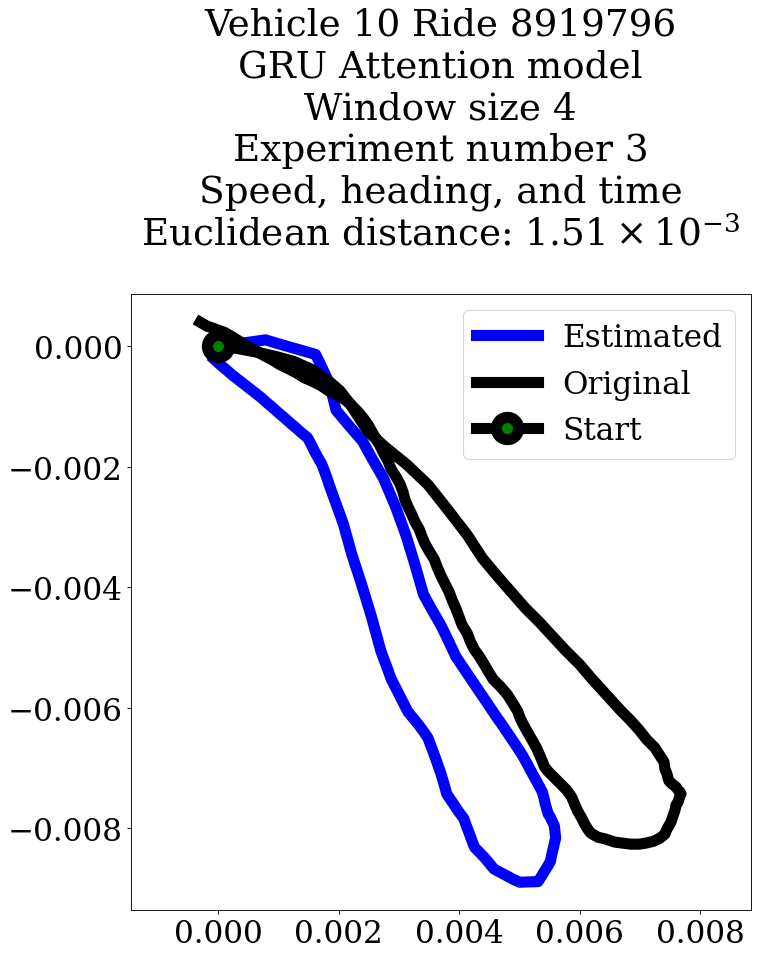 Vehicle 10 Ride 8919796
GRU Attention model
Window size 4
Experiment number 3
Speed, heading, and time
Euclidean distance: 1.51 × 10⁻³
Estimated
Original
Start
0.000
−0.002
−0.004
−0.006
−0.008
0.000 0.002 0.004 0.006 0.008